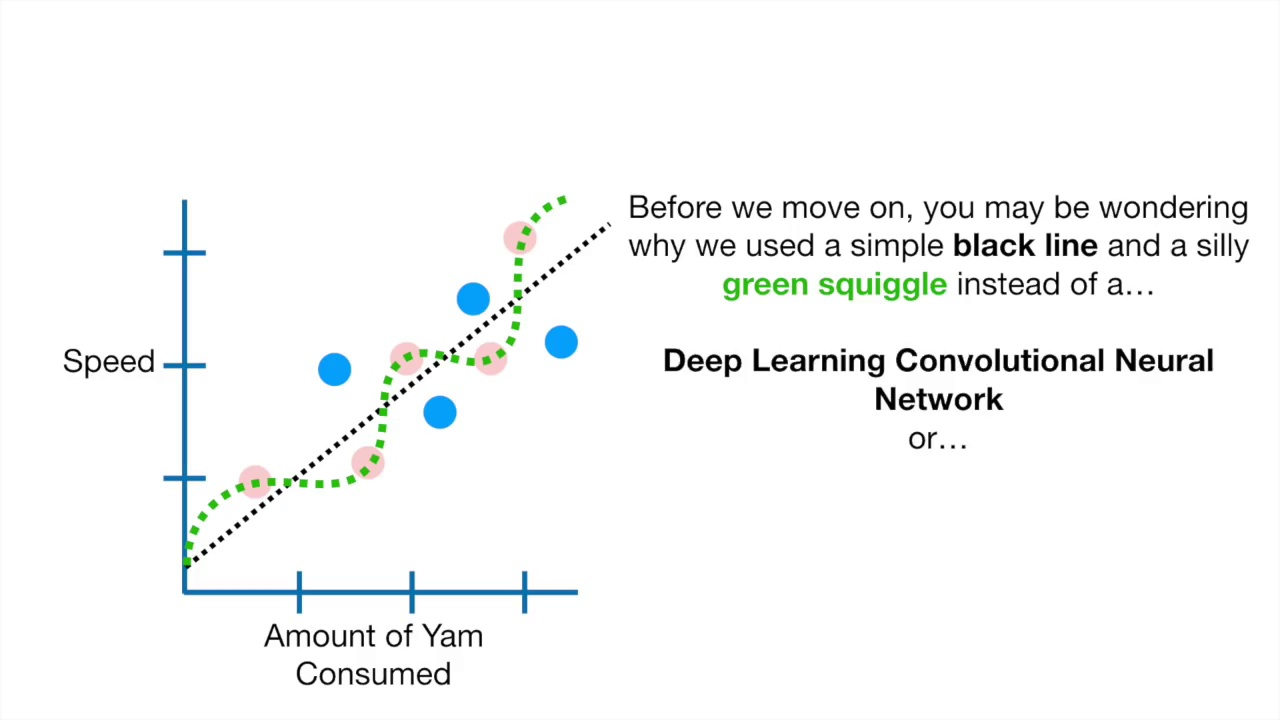 Before we move on, you may be wondering
why we used a simple black line and a silly
green squiggle instead of a…
Deep Learning Convolutional Neural
Network
or…
Speed
Amount of Yam
Consumed